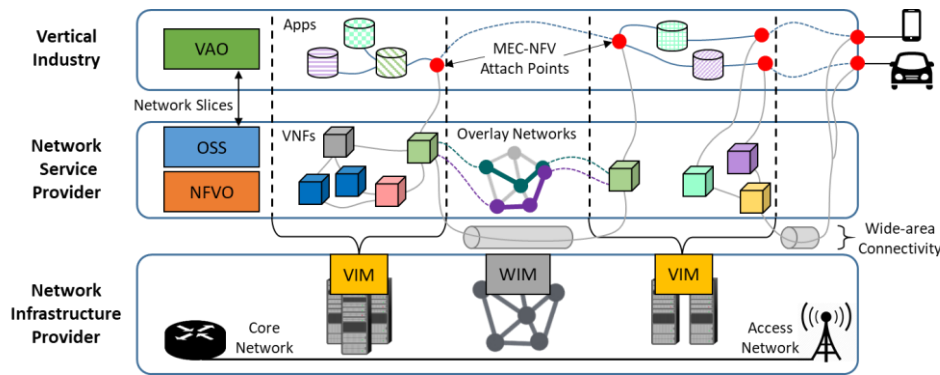 Vertical
Industry
VAO
Apps
MEC-NFV
Attach Points
Network Slices
Network
Service
Provider
OSS
NFVO
VNFs
Overlay Networks
Wide-area
Connectivity
Network
Infrastructure
Provider
VIM
WIM
VIM
Core
Network
Access
Network